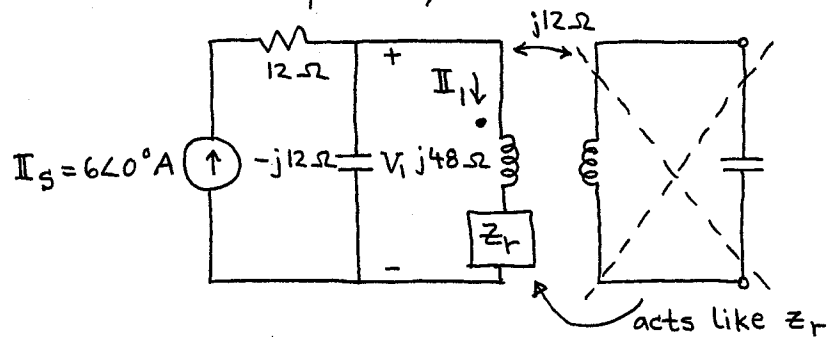 j12Ω
12Ω
+
𝕀₁↓
𝕀s = 6∠0°A
↑
-j12Ω
V₁
j48Ω
Zr
-
acts like Zr